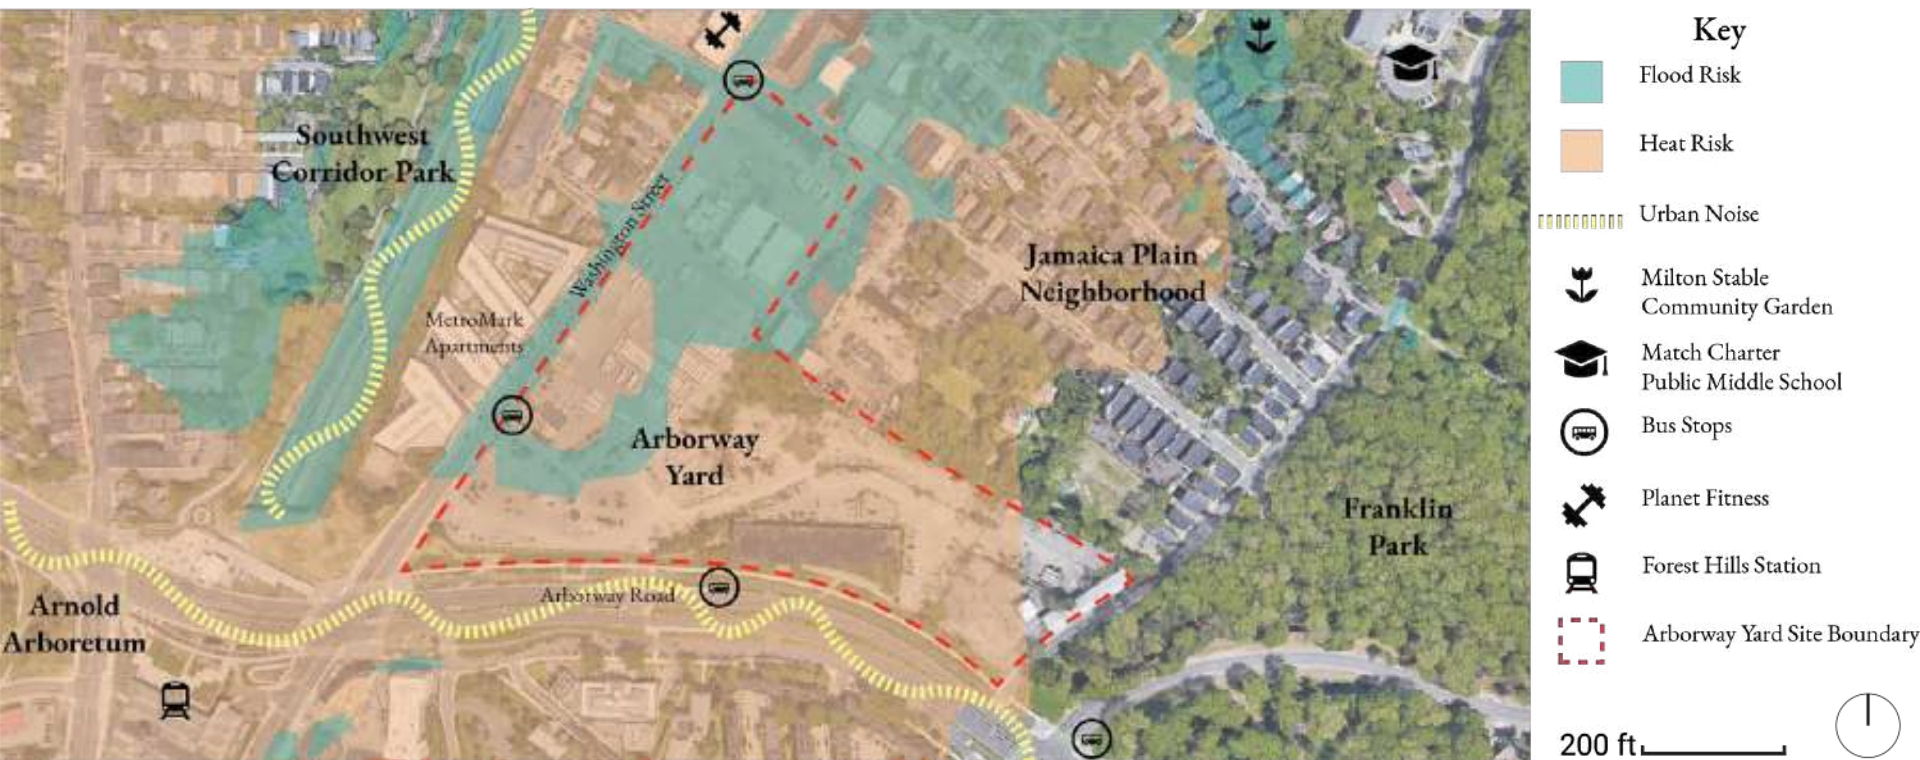 Southwest
Corridor Park
Washington Street
MetroMark
Apartments
Jamaica Plain
Neighborhood
Arborway
Yard
Franklin
Park
Arborway Road
Arnold
Arboretum
Key
Flood Risk
Heat Risk
Urban Noise
Milton Stable
Community Garden
Match Charter
Public Middle School
Bus Stops
Planet Fitness
Forest Hills Station
Arborway Yard Site Boundary
200 ft